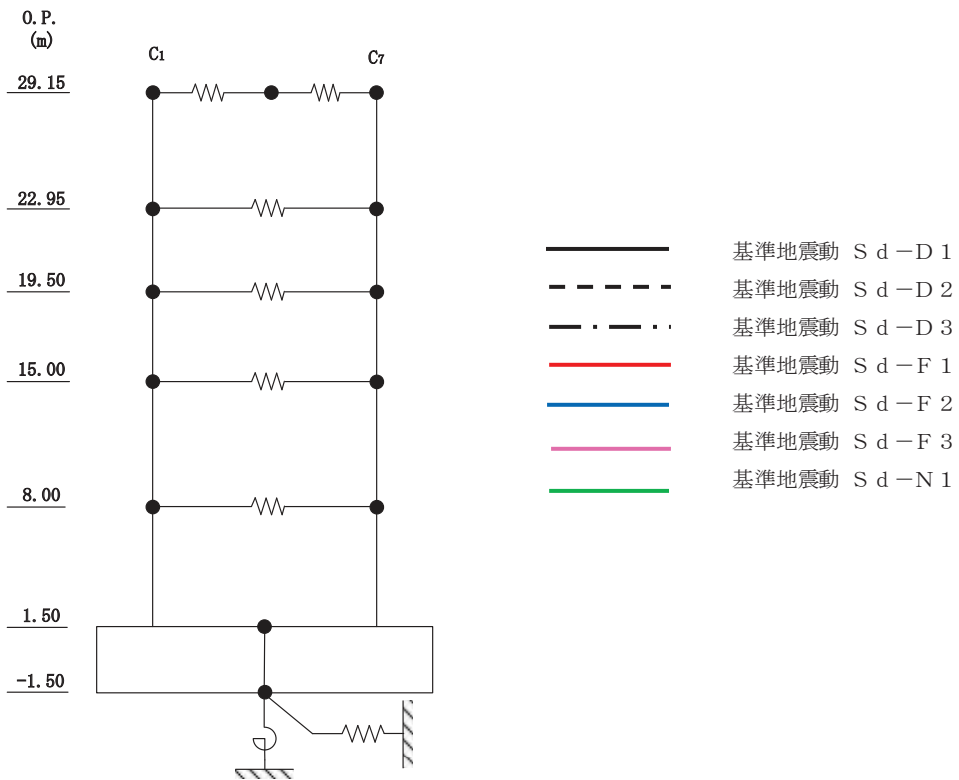 O.P.
(m)
C1
C7
29.15
22.95
19.50
15.00
8.00
1.50
-1.50
基準地震動 Ｓｄ－Ｄ１
基準地震動 Ｓｄ－Ｄ２
基準地震動 Ｓｄ－Ｄ３
基準地震動 Ｓｄ－Ｆ１
基準地震動 Ｓｄ－Ｆ２
基準地震動 Ｓｄ－Ｆ３
基準地震動 Ｓｄ－Ｎ１